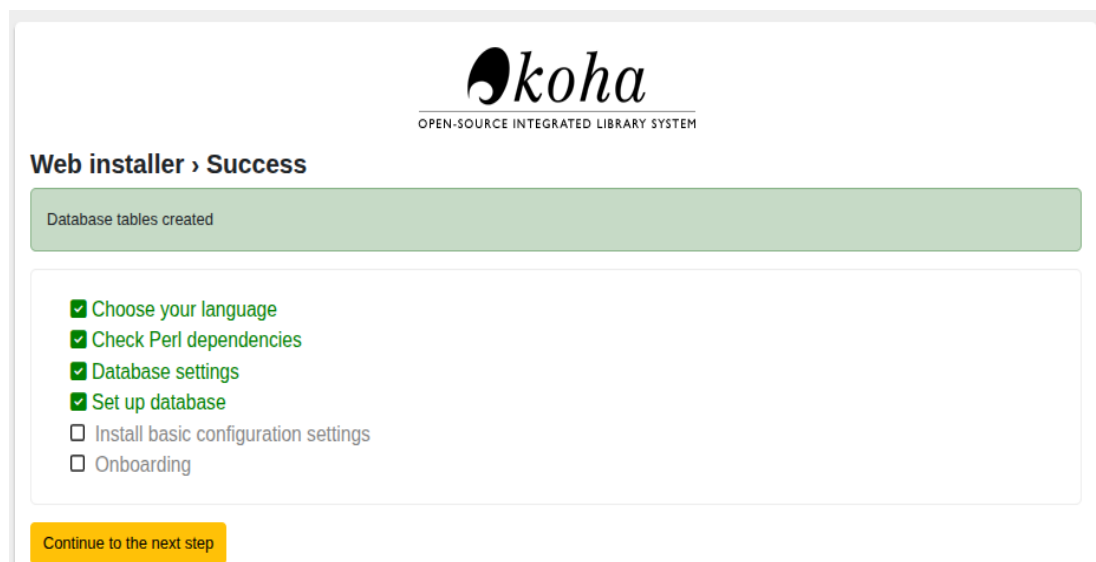 koha
OPEN-SOURCE INTEGRATED LIBRARY SYSTEM
Web installer › Success
Database tables created
Choose your language
Check Perl dependencies
Database settings
Set up database
Install basic configuration settings
Onboarding
Continue to the next step